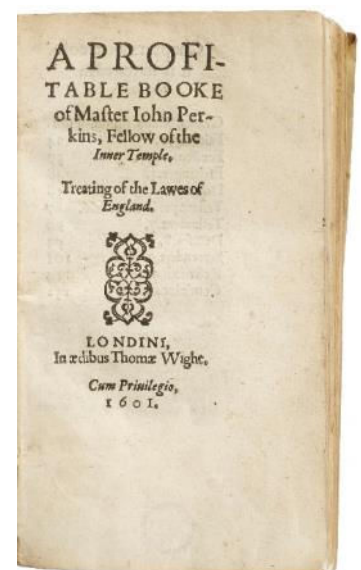 A PROFI-
TABLE BOOKE
of Maſter Iohn Per-
kins, Fellow of the
Inner Temple.
Treating of the Lawes of
England.
LONDINI,
In ædibus Thomæ Wight.
Cum Priuilegio,
1601.